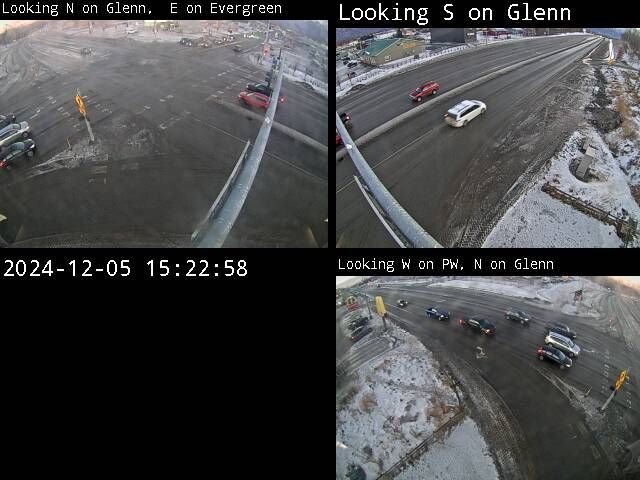 Looking N on Glenn,  E on Evergreen
Looking S on Glenn
2024-12-05 15:22:58
Looking W on PW, N on Glenn